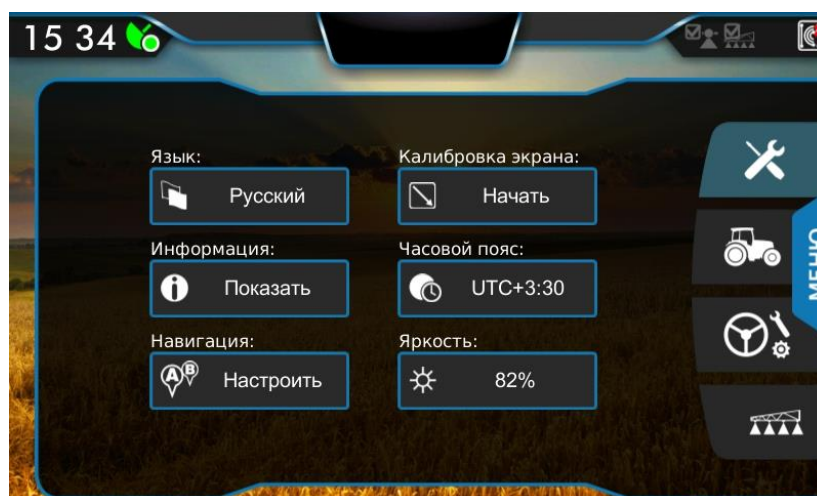 15 34
Язык:
Русский
Калибровка экрана:
Начать
Информация:
Показать
Часовой пояс:
UTC+3:30
Навигация:
A B
Настроить
Яркость:
82%
МЕНЮ